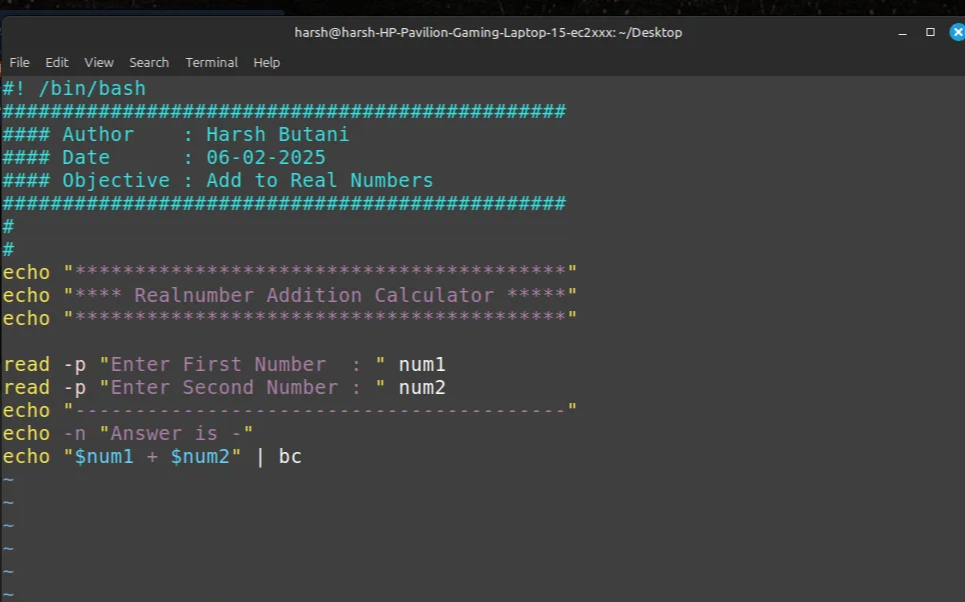 harsh@harsh-HP-Pavilion-Gaming-Laptop-15-ec2xxx: ~/Desktop
File Edit View Search Terminal Help
#! /bin/bash
###############################################
#### Author    : Harsh Butani
#### Date      : 06-02-2025
#### Objective : Add to Real Numbers
###############################################
#
#
echo "*****************************************"
echo "**** Realnumber Addition Calculator *****"
echo "*****************************************"

read -p "Enter First Number  : " num1
read -p "Enter Second Number : " num2
echo "-----------------------------------------"
echo -n "Answer is -"
echo "$num1 + $num2" | bc
~
~
~
~
~
~